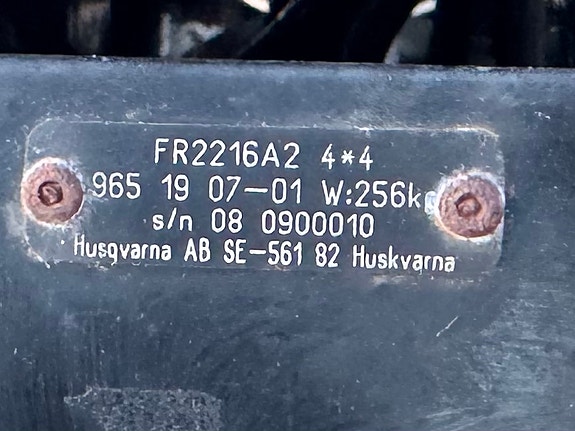 FR2216A2 4*4
965 19 07-01 W:256k
s/n 08 0900010
Husqvarna AB SE-561 82 Huskvarna